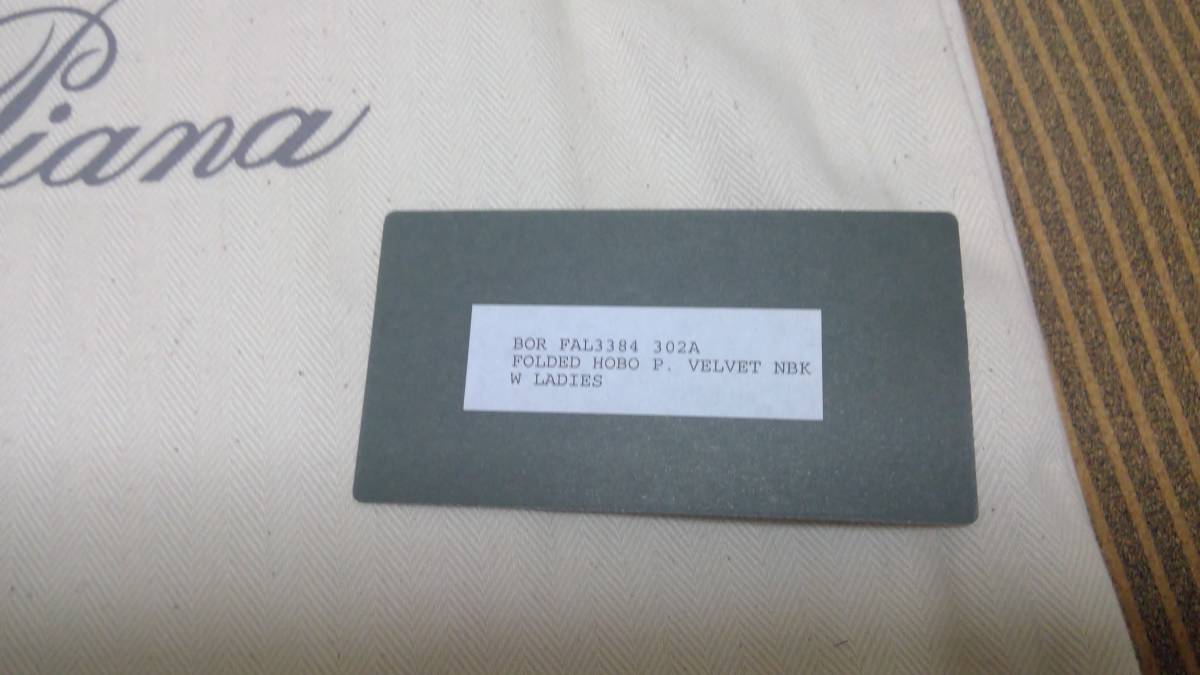 Piana
BOR FAL3384 302A
FOLDED HOBO P. VELVET NBK
W LADIES